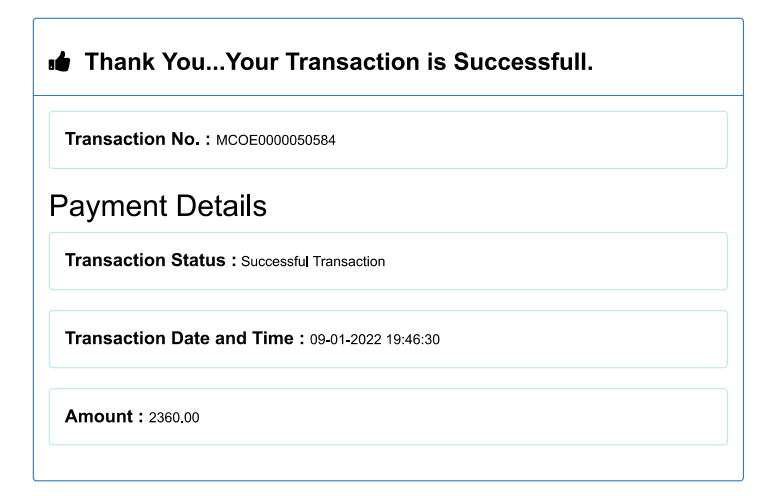 Thank You...Your Transaction is Successfull.
Transaction No. : MCOE0000050584
Payment Details
Transaction Status : Successful Transaction
Transaction Date and Time : 09-01-2022 19:46:30
Amount : 2360.00